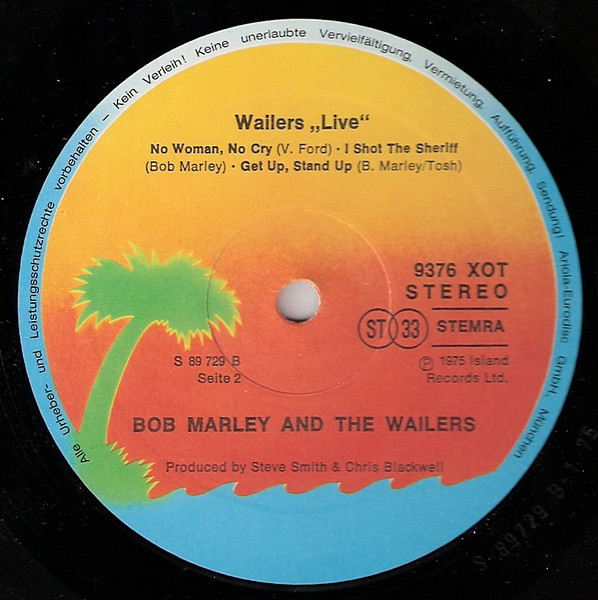 Alle Urheber- und Leistungsschutzrechte vorbehalten – Kein Verleih! Keine unerlaubte Vervielfältigung, Vermietung, Aufführung, Sendung! Ariola-Eurodisc GmbH., München
Wailers „Live“
No Woman, No Cry (V. Ford) · I Shot The Sheriff
(Bob Marley) · Get Up, Stand Up (B. Marley/Tosh)
9376 XOT
STEREO
ST 33 STEMRA
S 89 729 B
Seite 2
Ⓟ 1975 Island
Records Ltd.
BOB MARLEY AND THE WAILERS
Produced by Steve Smith & Chris Blackwell